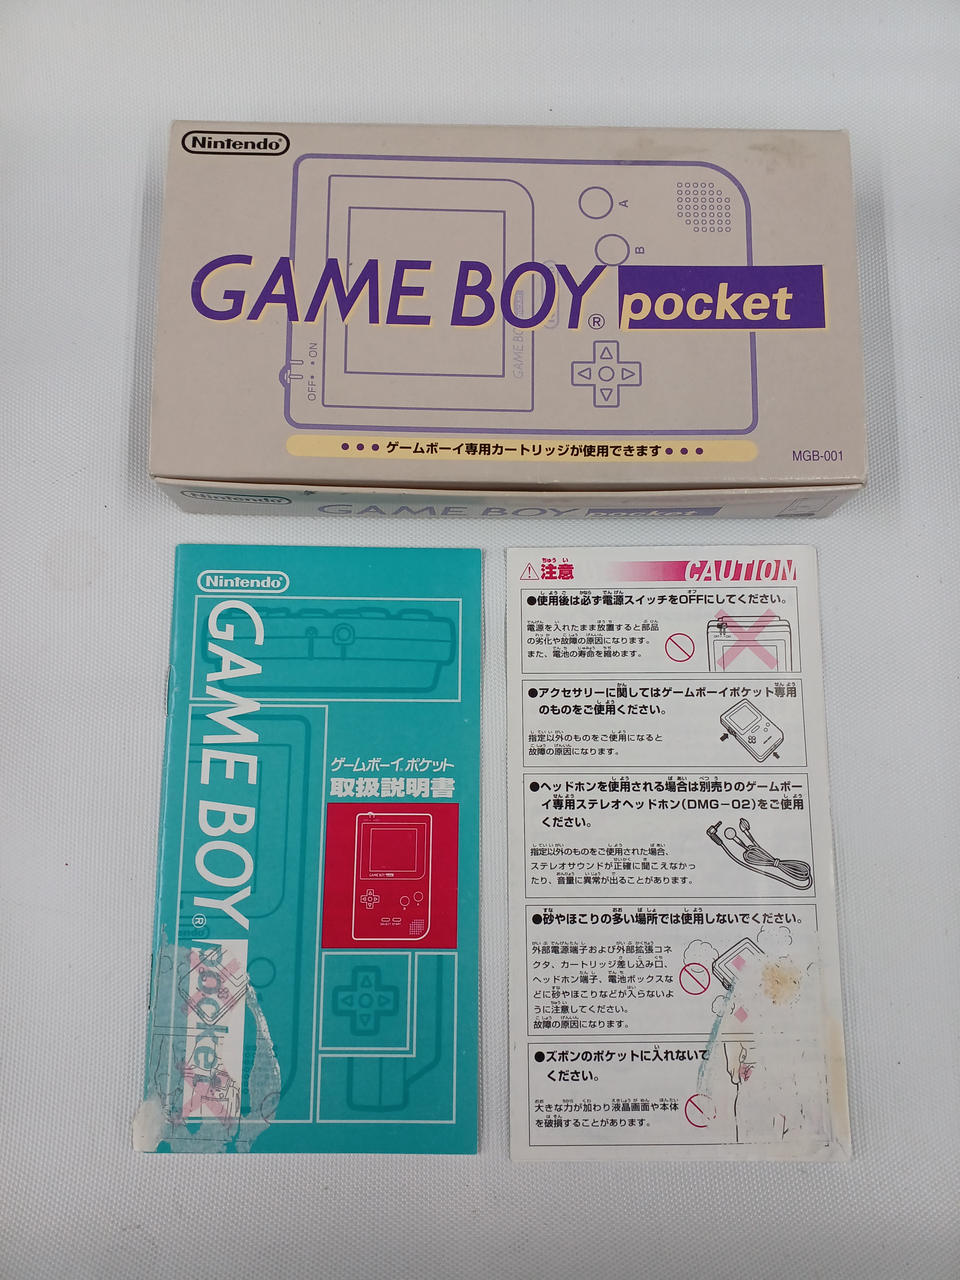 Nintendo®
A
B
GAME BOY® pocket
OFF• •ON
GAME BOY
•••ゲームボーイ専用カートリッジが使用できます•••
MGB-001
Nintendo
GAME BOY pocket
Nintendo®
GAME BOY® pocket
ゲームボーイ®ポケット
取扱説明書
GAME BOY
SELECT START
ちゅう い
⚠注意
CAUTION
●使用後は必ず電源スイッチをOFFにしてください。
電源を入れたまま放置すると部品
の劣化や故障の原因になります。
また、電池の寿命を縮めます。
●アクセサリーに関してはゲームボーイポケット専用
のものをご使用ください。
指定以外のものをご使用になると
故障の原因になります。
●ヘッドホンを使用される場合は別売りのゲームボー
イ専用ステレオヘッドホン(DMG-02)をご使用
ください。
指定以外のものをご使用された場合、
ステレオサウンドが正確に聞こえなかっ
たり、音量に異常が出ることがあります。
●砂やほこりの多い場所では使用しないでください。
外部電源端子および外部拡張コネ
クタ、カートリッジ差し込み口、
ヘッドホン端子、電池ボックスな
どに砂やほこりなどが入らないよ
うに注意してください。
故障の原因になります。
●ズボンのポケットに入れないで
ください。
大きな力が加わり液晶画面や本体
を破損することがあります。